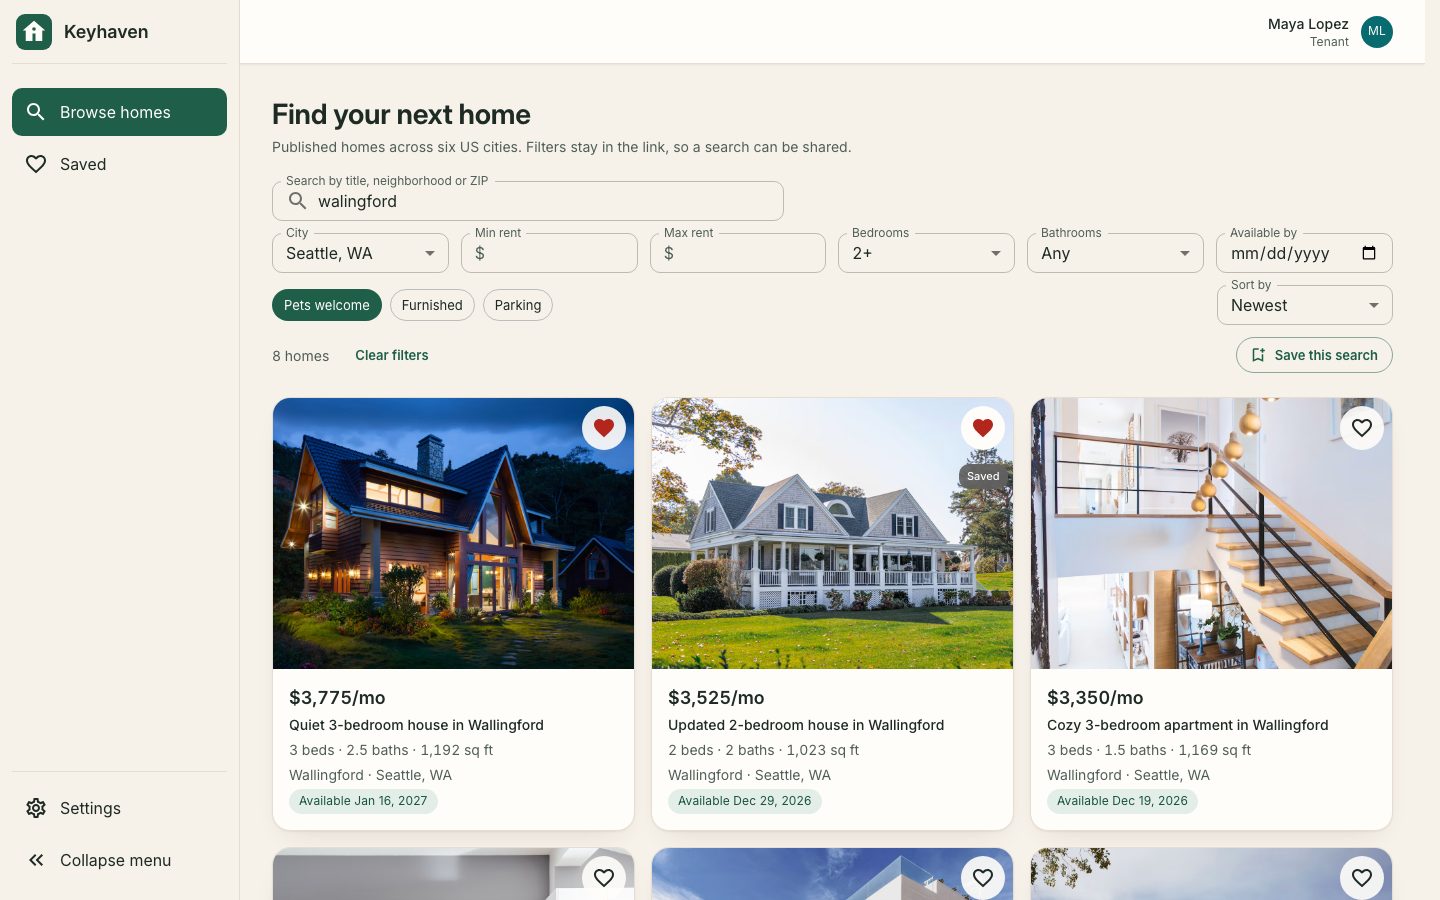 Keyhaven
Maya Lopez
Tenant
ML
Browse homes
Saved
Find your next home
Published homes across six US cities. Filters stay in the link, so a search can be shared.
Search by title, neighborhood or ZIP
walingford
City
Seattle, WA
Min rent
$
Max rent
$
Bedrooms
2+
Bathrooms
Any
Available by
mm/dd/yyyy
Pets welcome
Furnished
Parking
Sort by
Newest
8 homes
Clear filters
Save this search
Saved
$3,775/mo
Quiet 3-bedroom house in Wallingford
3 beds · 2.5 baths · 1,192 sq ft
Wallingford · Seattle, WA
Available Jan 16, 2027
$3,525/mo
Updated 2-bedroom house in Wallingford
2 beds · 2 baths · 1,023 sq ft
Wallingford · Seattle, WA
Available Dec 29, 2026
$3,350/mo
Cozy 3-bedroom apartment in Wallingford
3 beds · 1.5 baths · 1,169 sq ft
Wallingford · Seattle, WA
Available Dec 19, 2026
Settings
Collapse menu